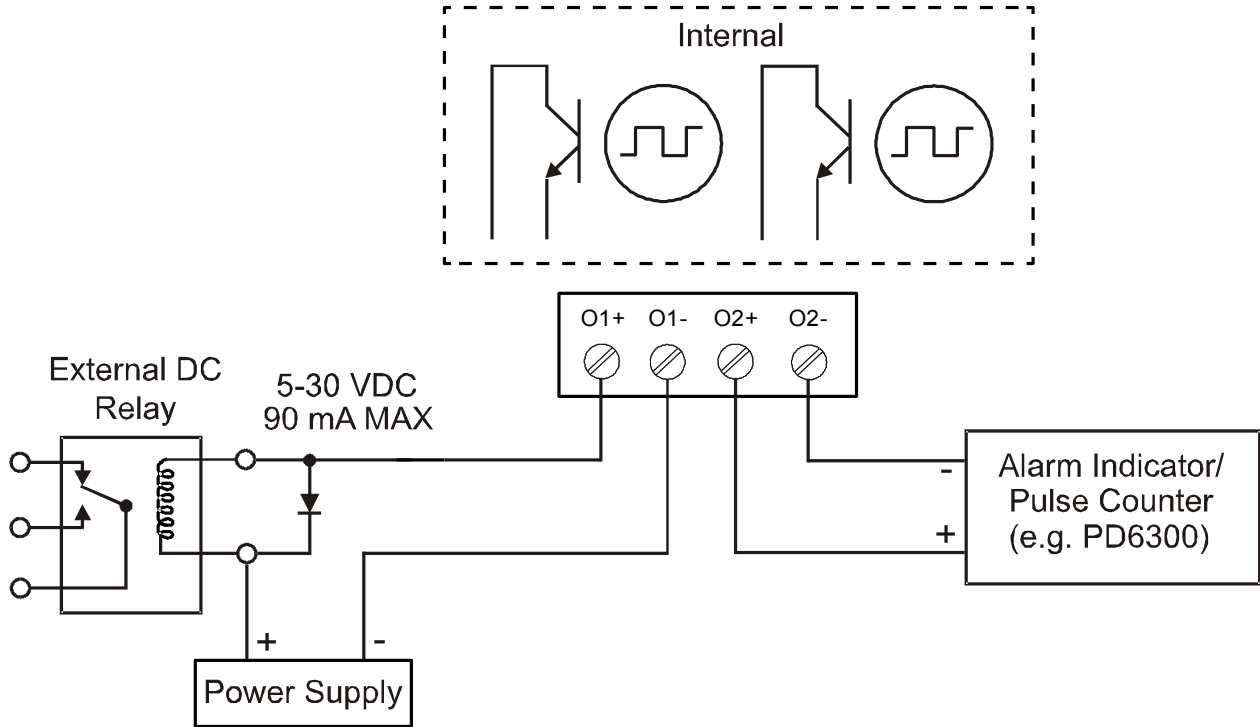 Internal
O1+ O1- O2+ O2-
External DC
Relay
5-30 VDC
90 mA MAX
- 
+
Alarm Indicator/
Pulse Counter
(e.g. PD6300)
+ -
Power Supply